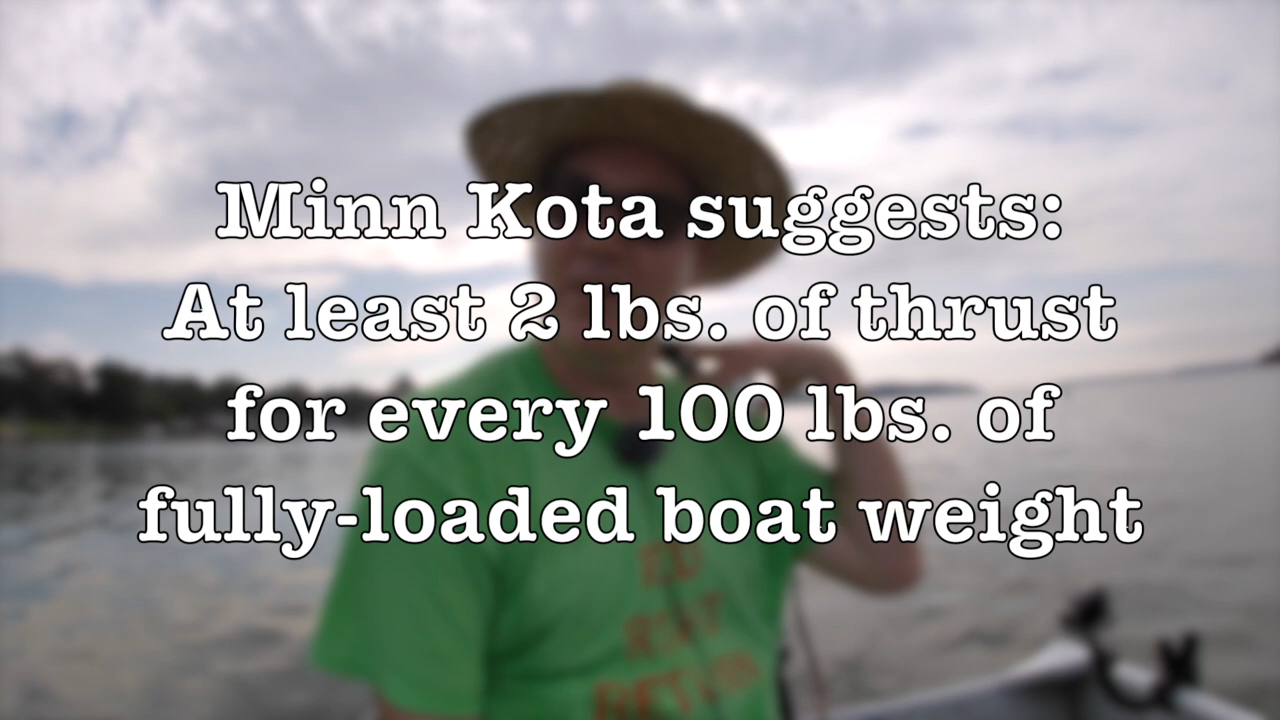 Minn Kota suggests:
At least 2 lbs. of thrust
for every 100 lbs. of
fully-loaded boat weight